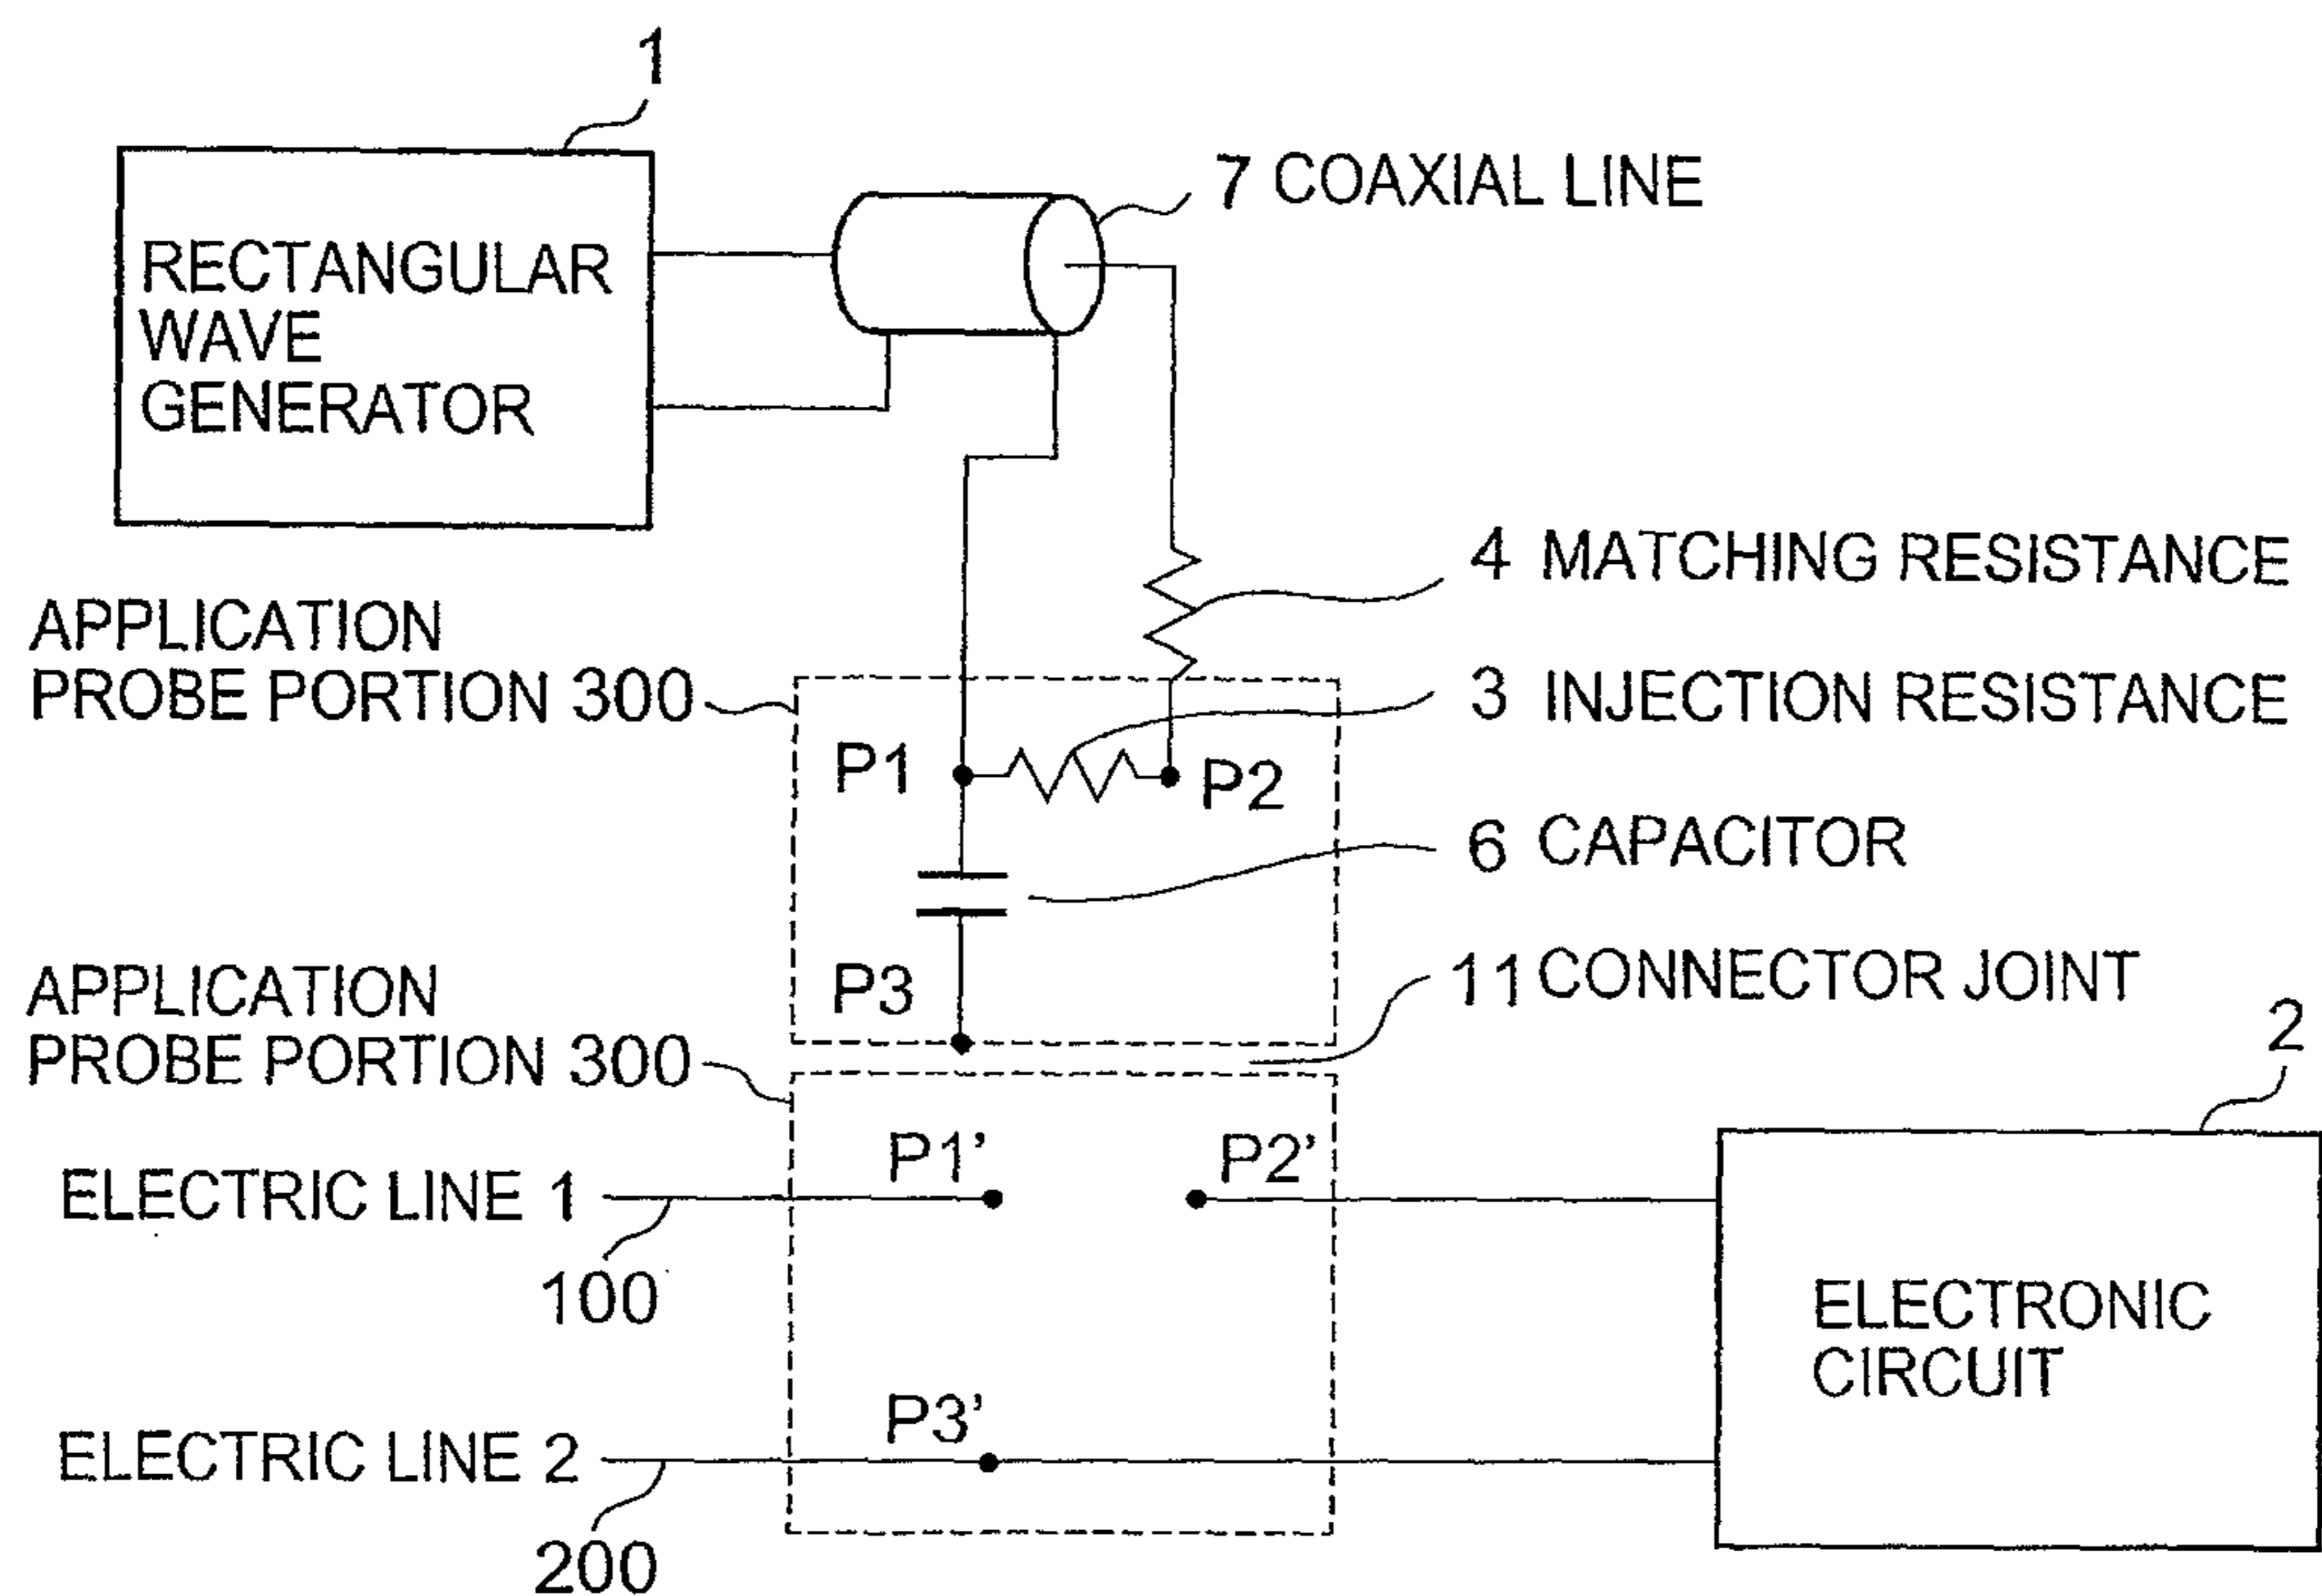 1
7 COAXIAL LINE
RECTANGULAR
WAVE
GENERATOR
4 MATCHING RESISTANCE
APPLICATION
PROBE PORTION 300
3 INJECTION RESISTANCE
P1
P2
6 CAPACITOR
P3
11 CONNECTOR JOINT
APPLICATION
PROBE PORTION 300
2
P1'
P2'
ELECTRIC LINE 1
100
ELECTRONIC
CIRCUIT
P3'
ELECTRIC LINE 2
200